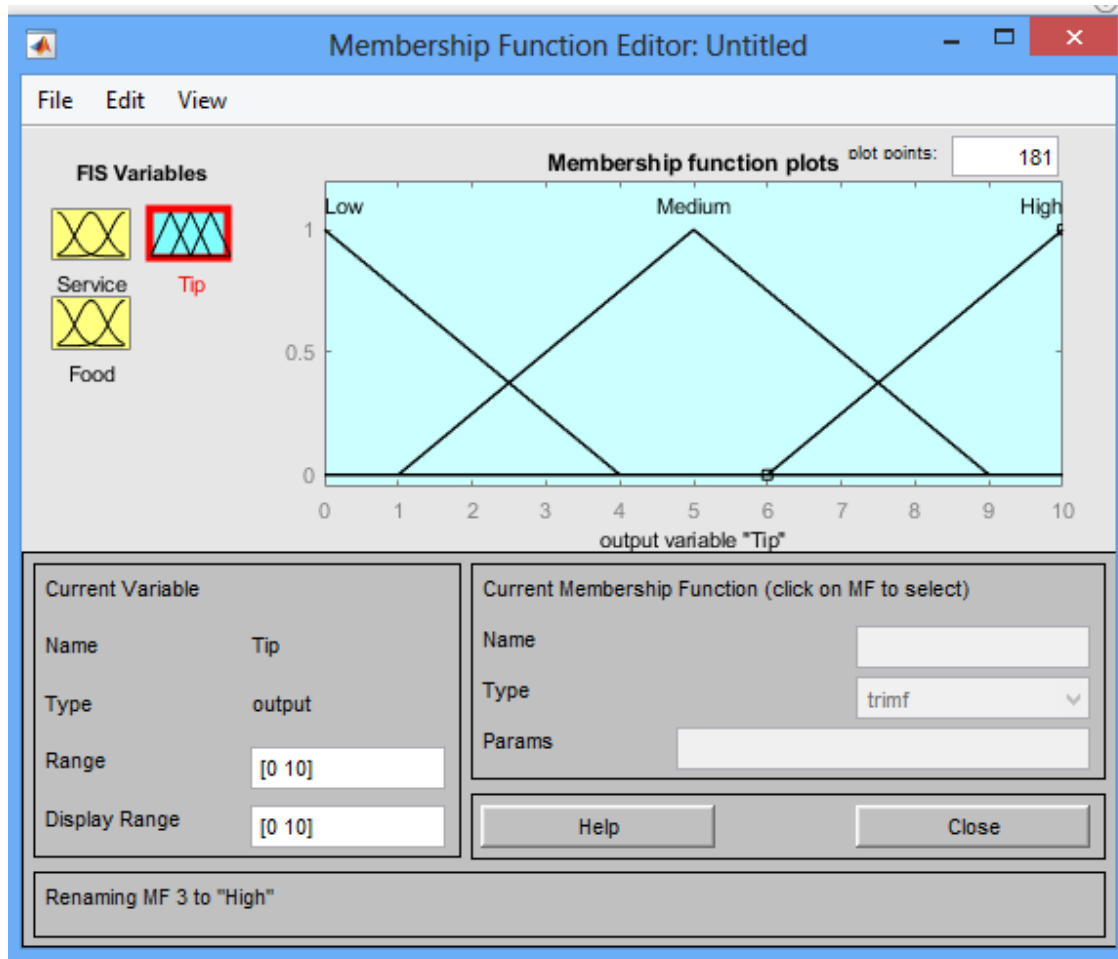 Membership Function Editor: Untitled
File Edit View
FIS Variables
Service
Tip
Food
Membership function plots
plot points:
181
Low
Medium
High
1
0.5
0
0 1 2 3 4 5 6 7 8 9 10
output variable "Tip"
Current Variable
Name Tip
Type output
Range [0 10]
Display Range [0 10]
Current Membership Function (click on MF to select)
Name
Type trimf
Params
Help
Close
Renaming MF 3 to "High"